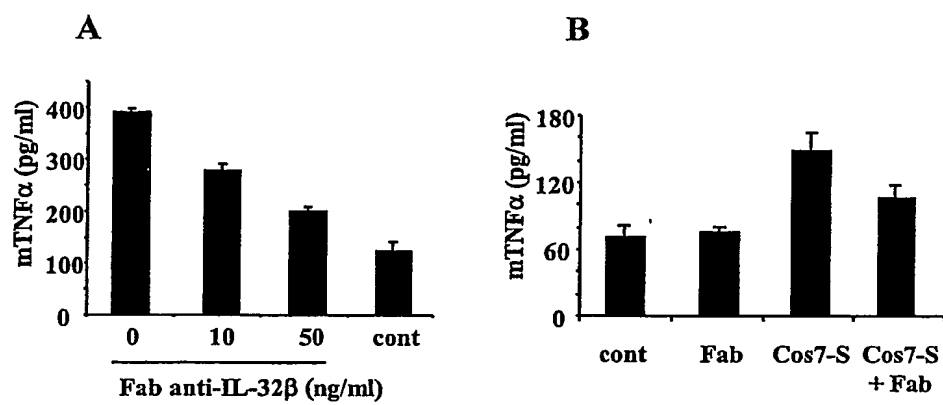 A
mTNFα (pg/ml)
400
300
200
100
0
0 10 50 cont
Fab anti-IL-32β (ng/ml)
B
mTNFα (pg/ml)
180
120
60
0
cont Fab Cos7-S Cos7-S
+ Fab